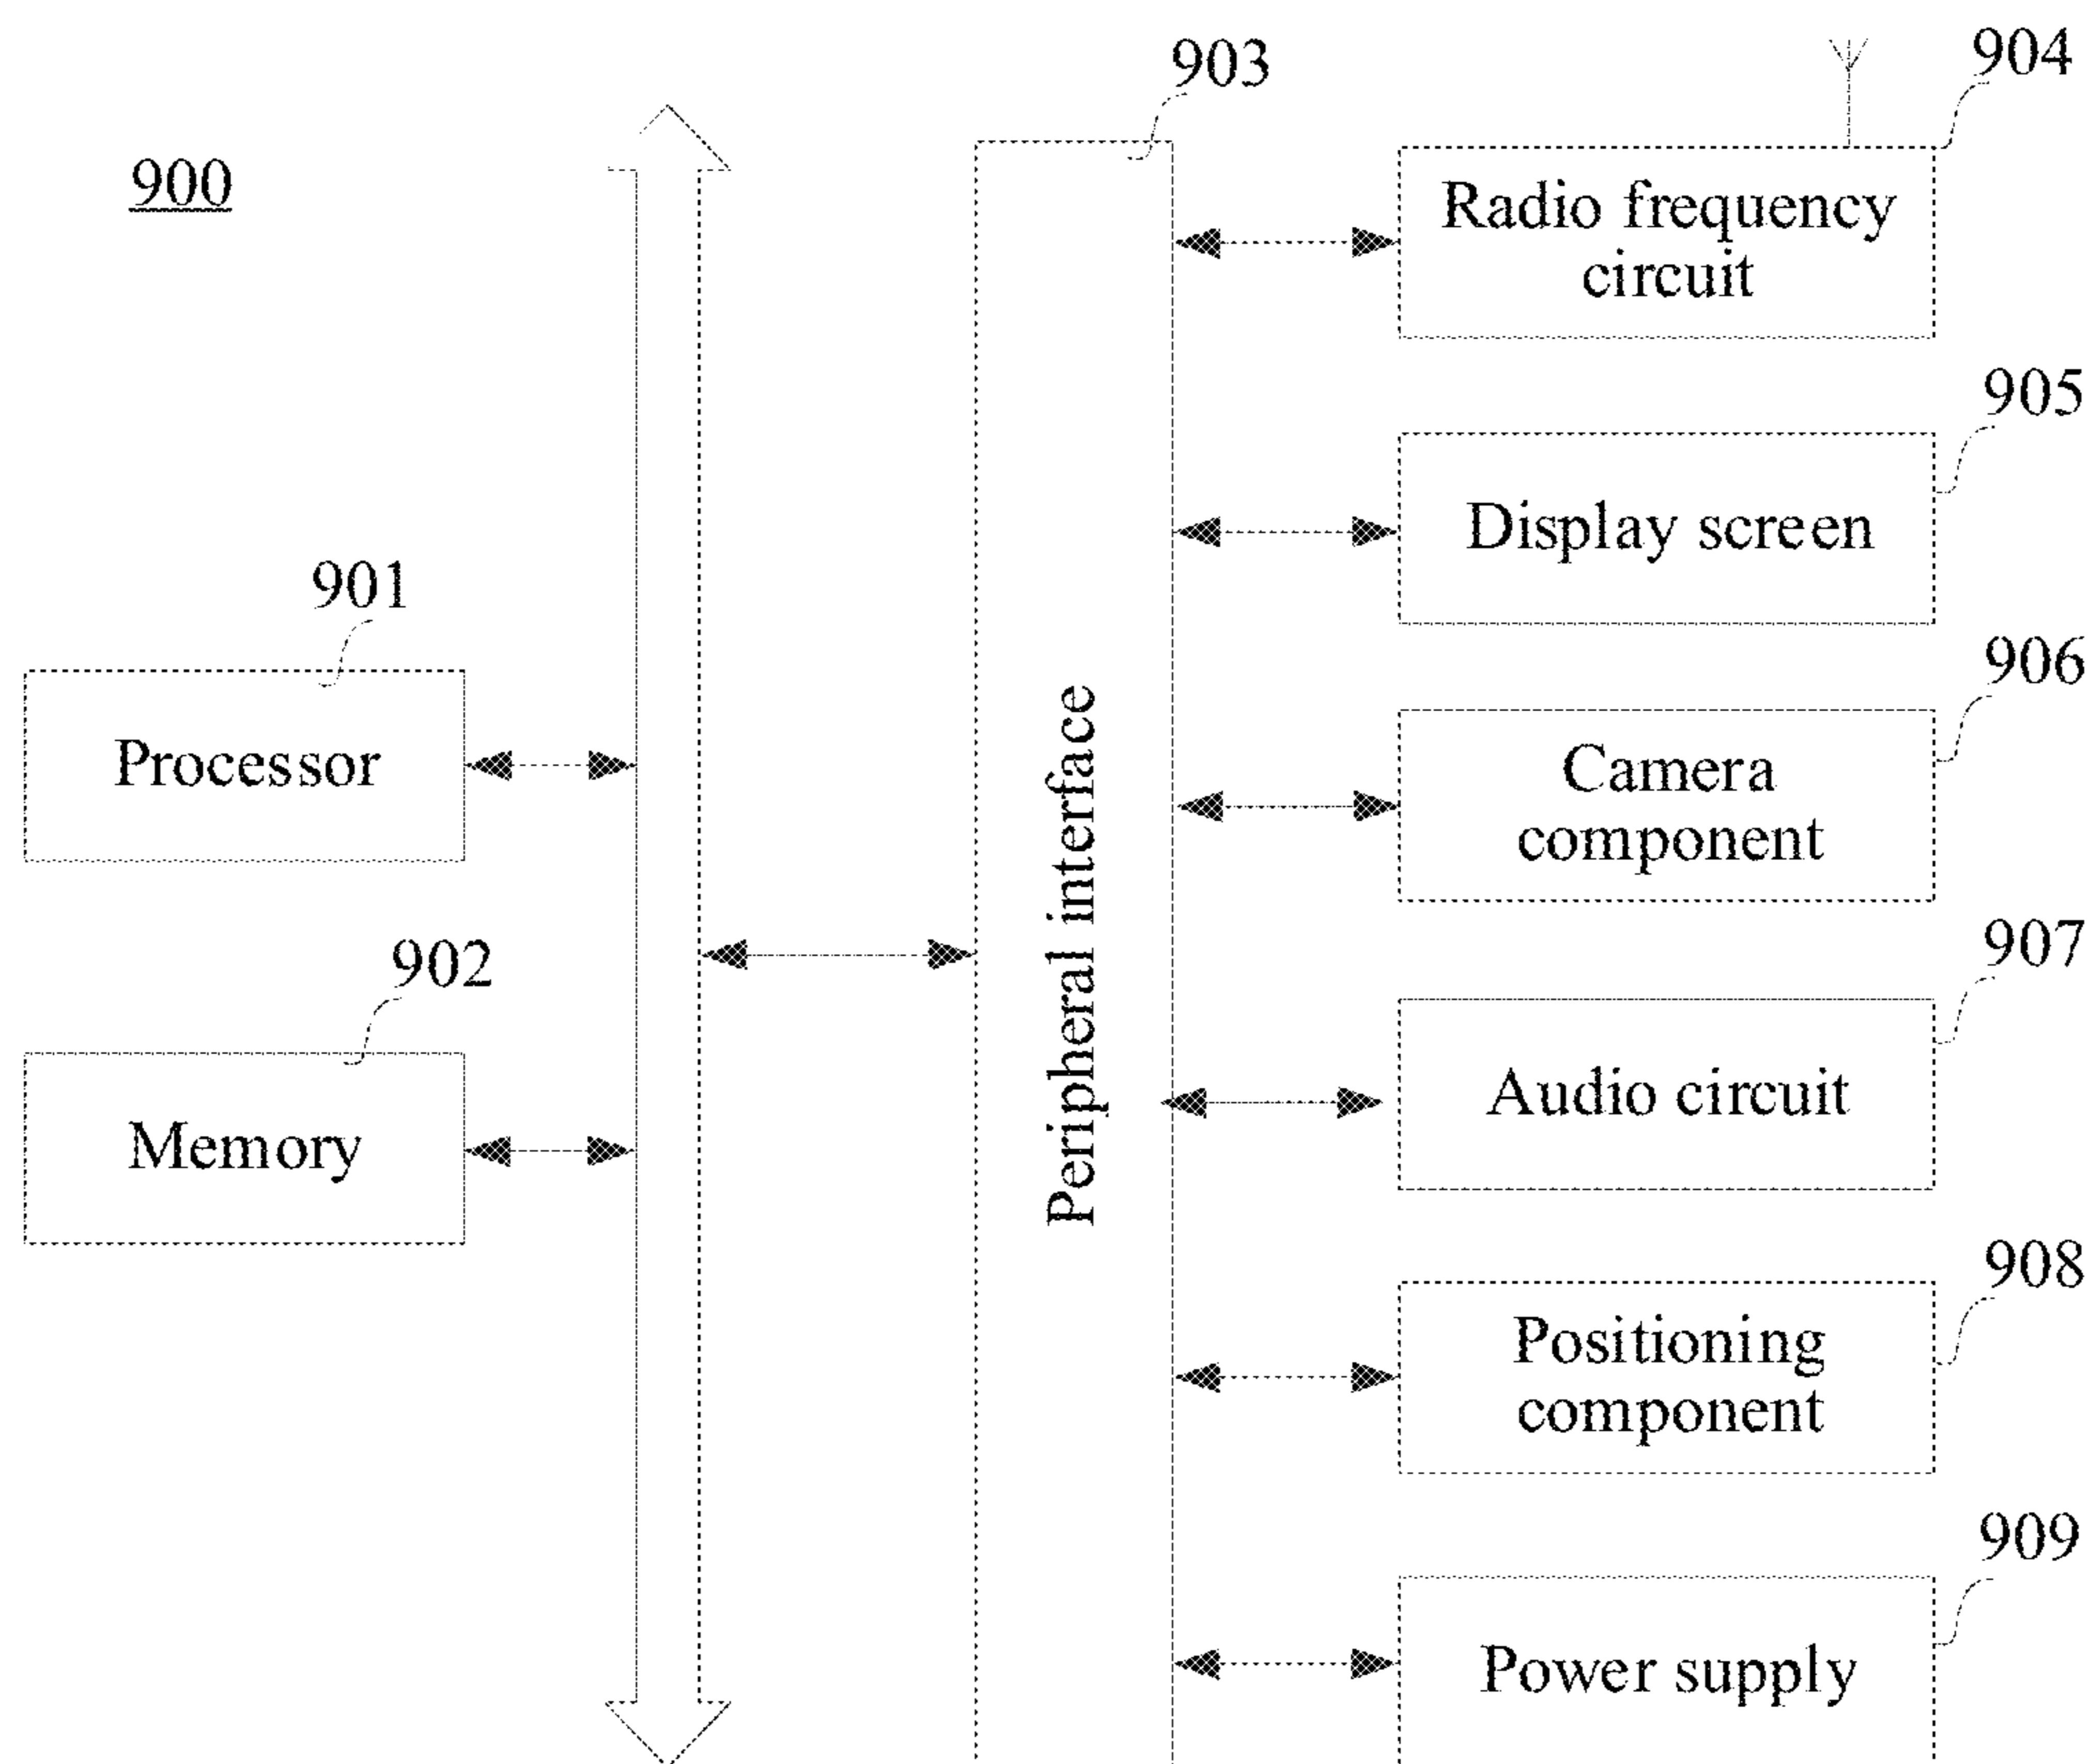 900
901
Processor
902
Memory
903
Peripheral interface
904
Radio frequency
circuit
905
Display screen
906
Camera
component
907
Audio circuit
908
Positioning
component
909
Power supply